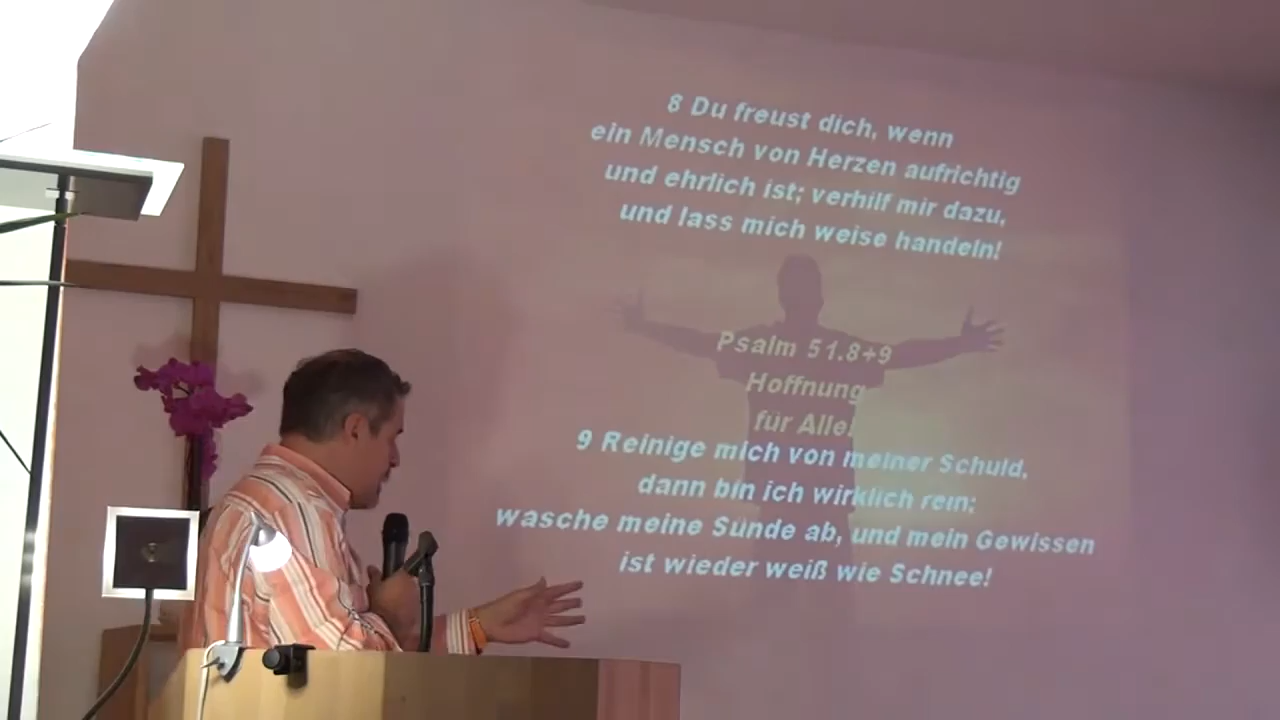 8 Du freust dich, wenn
ein Mensch von Herzen aufrichtig
und ehrlich ist; verhilf mir dazu,
und lass mich weise handeln!
Psalm 51.8+9
Hoffnung
für Alle!
9 Reinige mich von meiner Schuld,
dann bin ich wirklich rein;
wasche meine Sünde ab, und mein Gewissen
ist wieder weiß wie Schnee!